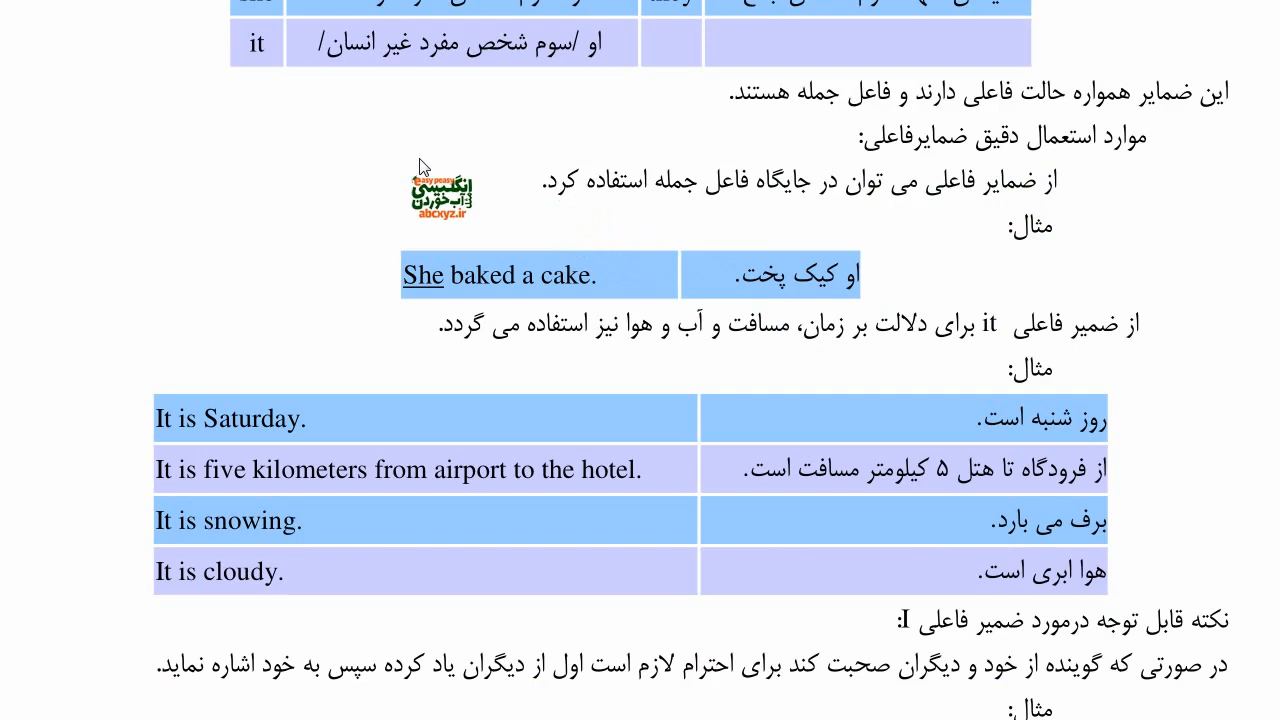 it او /سوم شخص مفرد غیر انسان/
این ضمایر همواره حالت فاعلی دارند و فاعل جمله هستند.
موارد استعمال دقیق ضمایرفاعلی:
از ضمایر فاعلی می توان در جایگاه فاعل جمله استفاده کرد.
easy peasy
انگلیسی
آب خوردن
abcxyz.ir
مثال:
She baked a cake. او کیک پخت.
از ضمیر فاعلی it برای دلالت بر زمان، مسافت و آب و هوا نیز استفاده می گردد.
مثال:
It is Saturday. روز شنبه است.
It is five kilometers from airport to the hotel. از فرودگاه تا هتل ۵ کیلومتر مسافت است.
It is snowing. برف می بارد.
It is cloudy. هوا ابری است.
نکته قابل توجه درمورد ضمیر فاعلی I:
در صورتی که گوینده از خود و دیگران صحبت کند برای احترام لازم است اول از دیگران یاد کرده سپس به خود اشاره نماید.
مثال: